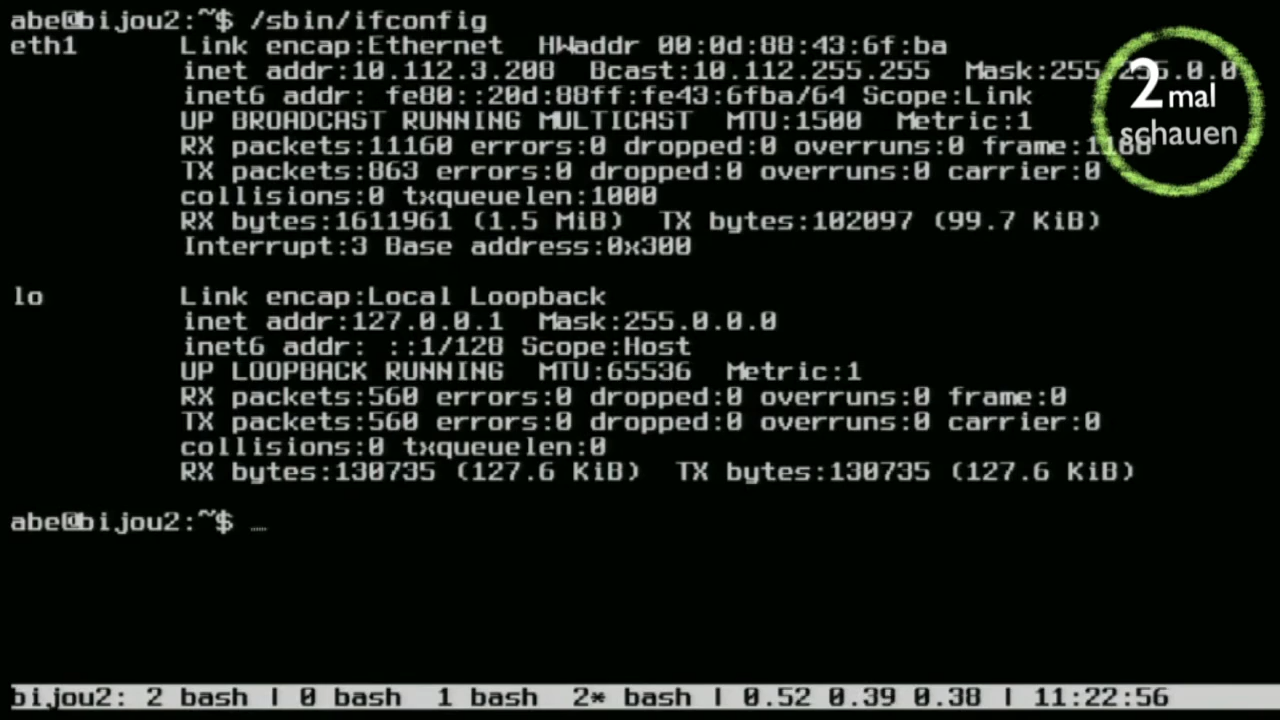 abe@bijou2:~$ /sbin/ifconfig
eth1 Link encap:Ethernet HWaddr 00:0d:88:43:6f:ba
inet addr:10.112.3.208 Bcast:10.112.255.255 Mask:255.255.0.0
inet6 addr: fe80::20d:88ff:fe43:6fba/64 Scope:Link
UP BROADCAST RUNNING MULTICAST MTU:1500 Metric:1
RX packets:11160 errors:0 dropped:0 overruns:0 frame:1188
TX packets:863 errors:0 dropped:0 overruns:0 carrier:0
collisions:0 txqueuelen:1000
RX bytes:1611961 (1.5 MiB) TX bytes:102097 (99.7 KiB)
Interrupt:3 Base address:0x300
lo Link encap:Local Loopback
inet addr:127.0.0.1 Mask:255.0.0.0
inet6 addr: ::1/128 Scope:Host
UP LOOPBACK RUNNING MTU:65536 Metric:1
RX packets:560 errors:0 dropped:0 overruns:0 frame:0
TX packets:560 errors:0 dropped:0 overruns:0 carrier:0
collisions:0 txqueuelen:0
RX bytes:130735 (127.6 KiB) TX bytes:130735 (127.6 KiB)
abe@bijou2:~$ _
bijou2: 2 bash | 0 bash 1 bash 2* bash | 0.52 0.39 0.38 | 11:22:56
2 mal
schauen